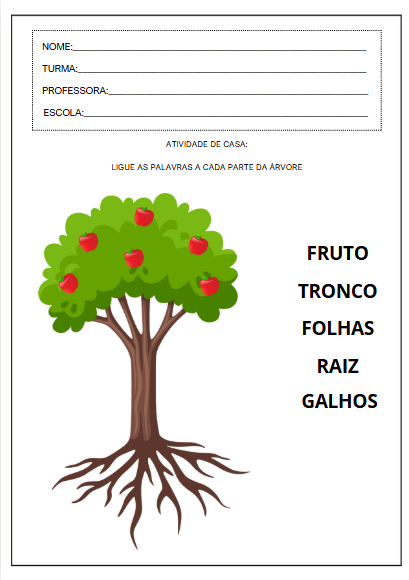 NOME:
TURMA:
PROFESSORA:
ESCOLA:
ATIVIDADE DE CASA:
LIGUE AS PALAVRAS A CADA PARTE DA ÁRVORE
FRUTO
TRONCO
FOLHAS
RAIZ
GALHOS